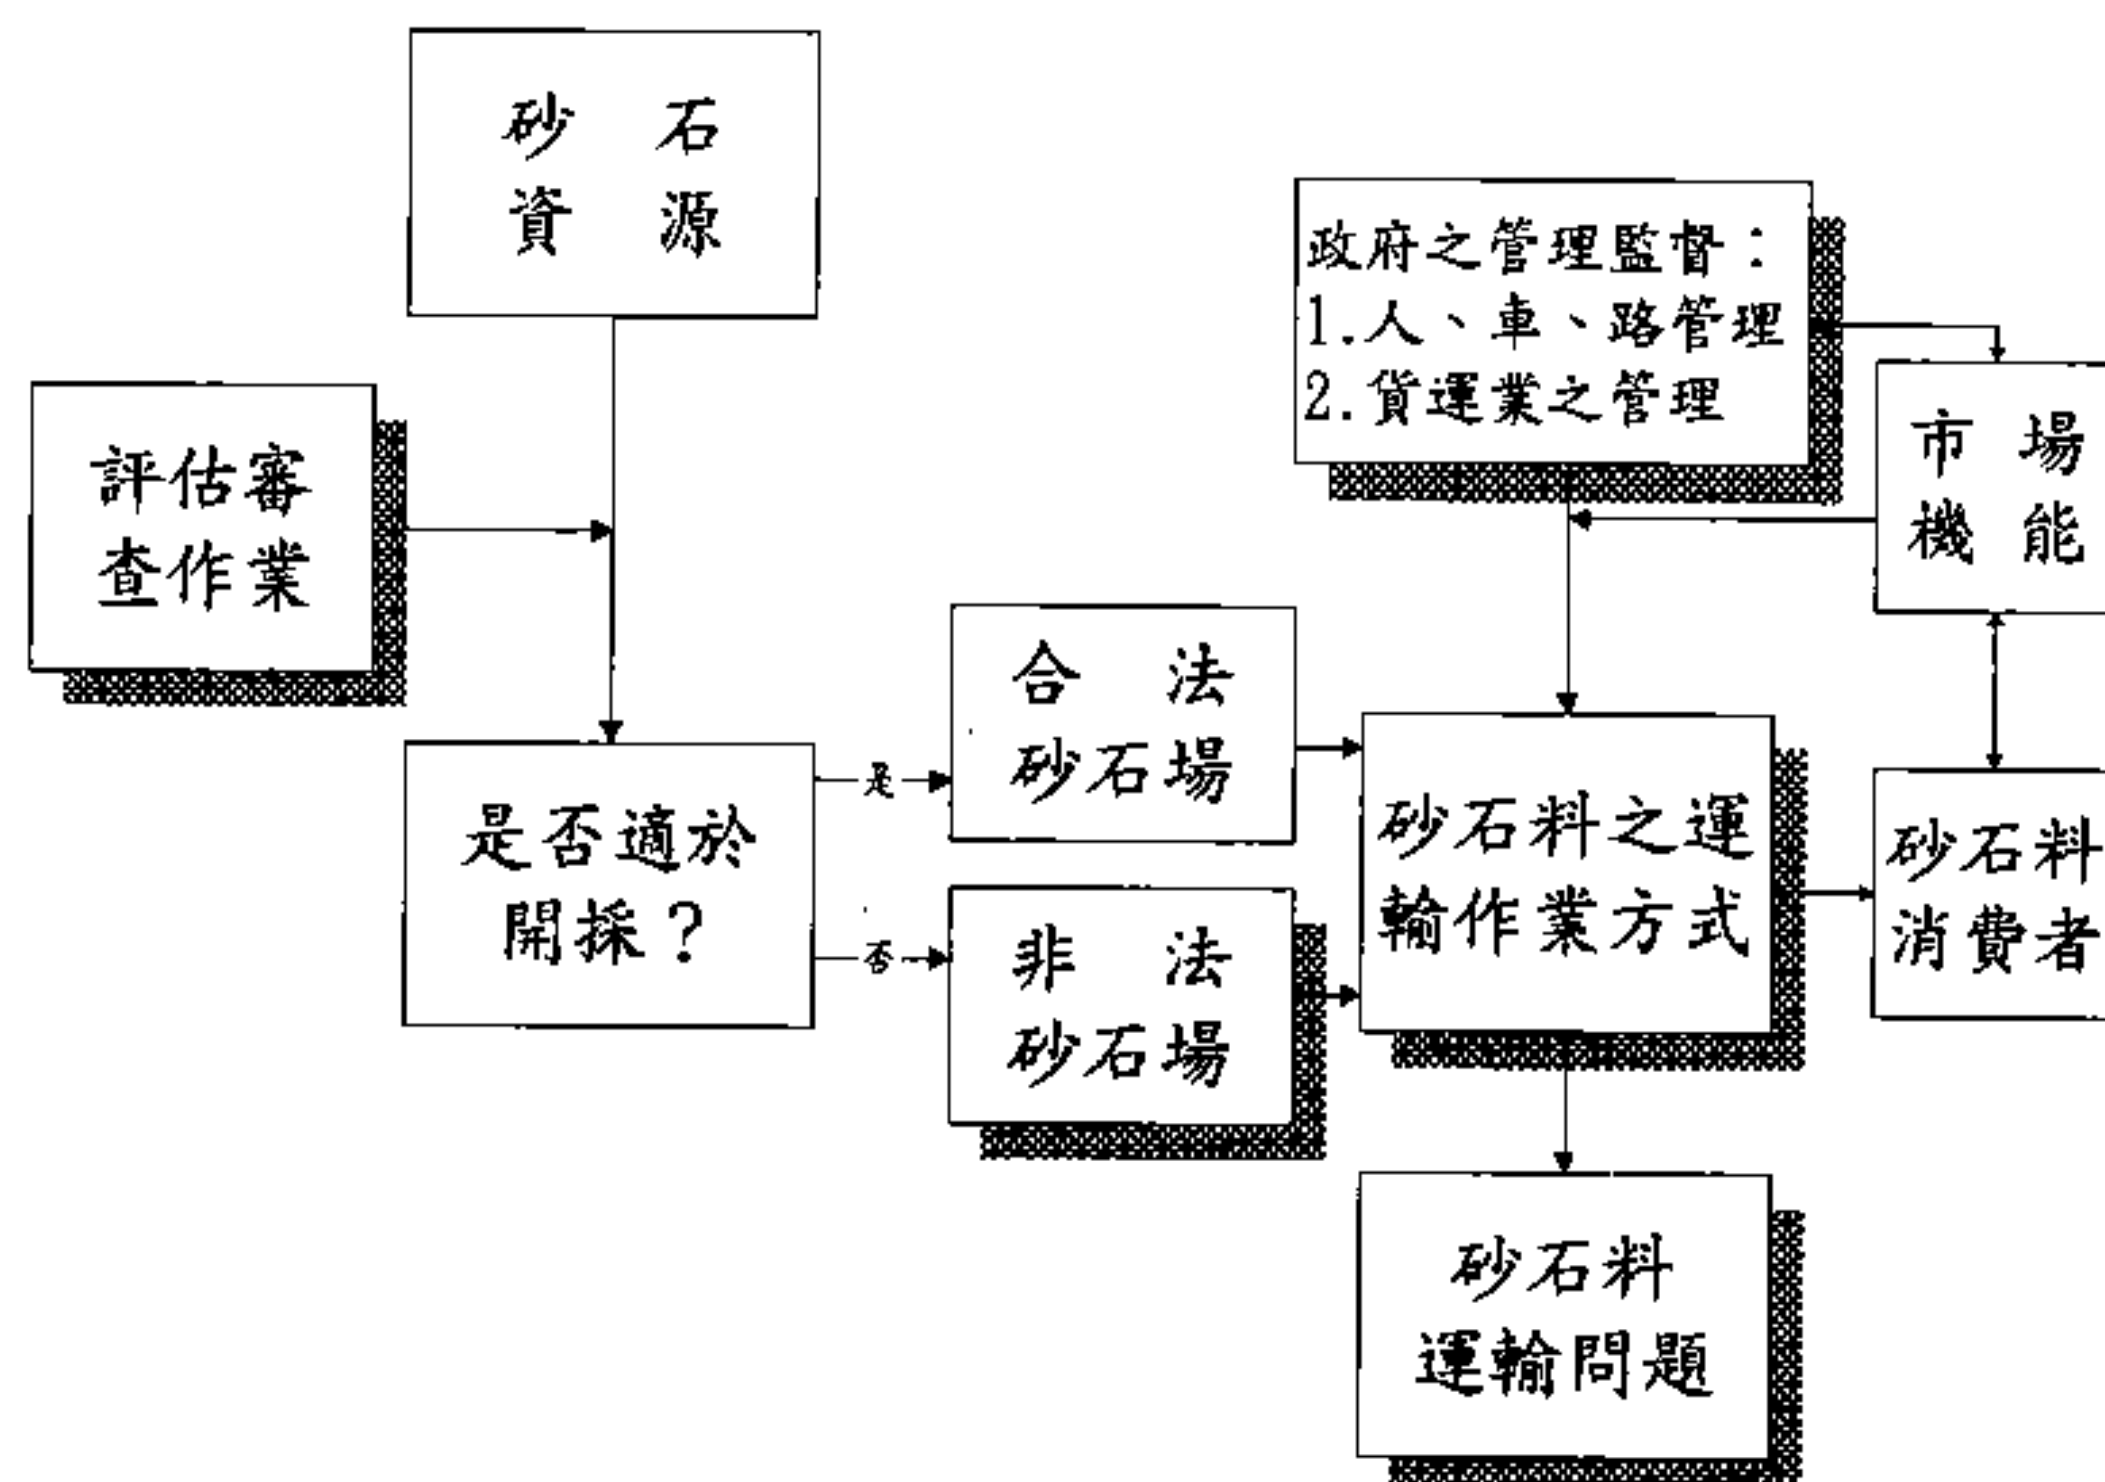 砂 石
資 源
政府之管理監督：
1.人、車、路管理
2.貨運業之管理
市 場
機 能
評估審
查作業
合 法
砂石場
是
是否適於
開採？
否
非 法
砂石場
砂石料之運
輸作業方式
砂石料
消費者
砂石料
運輸問題